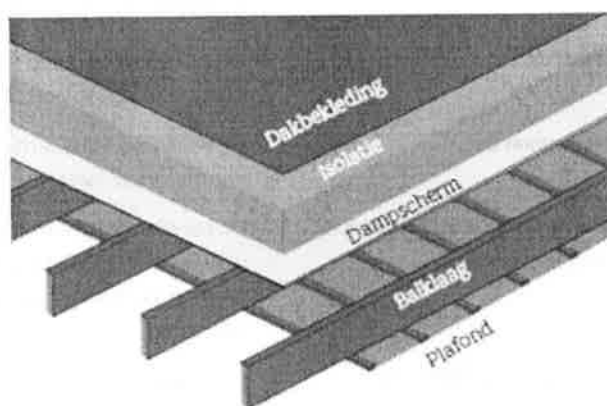 Dakbekleding
Isolatie
Dampscherm
Balklaag
Plafond